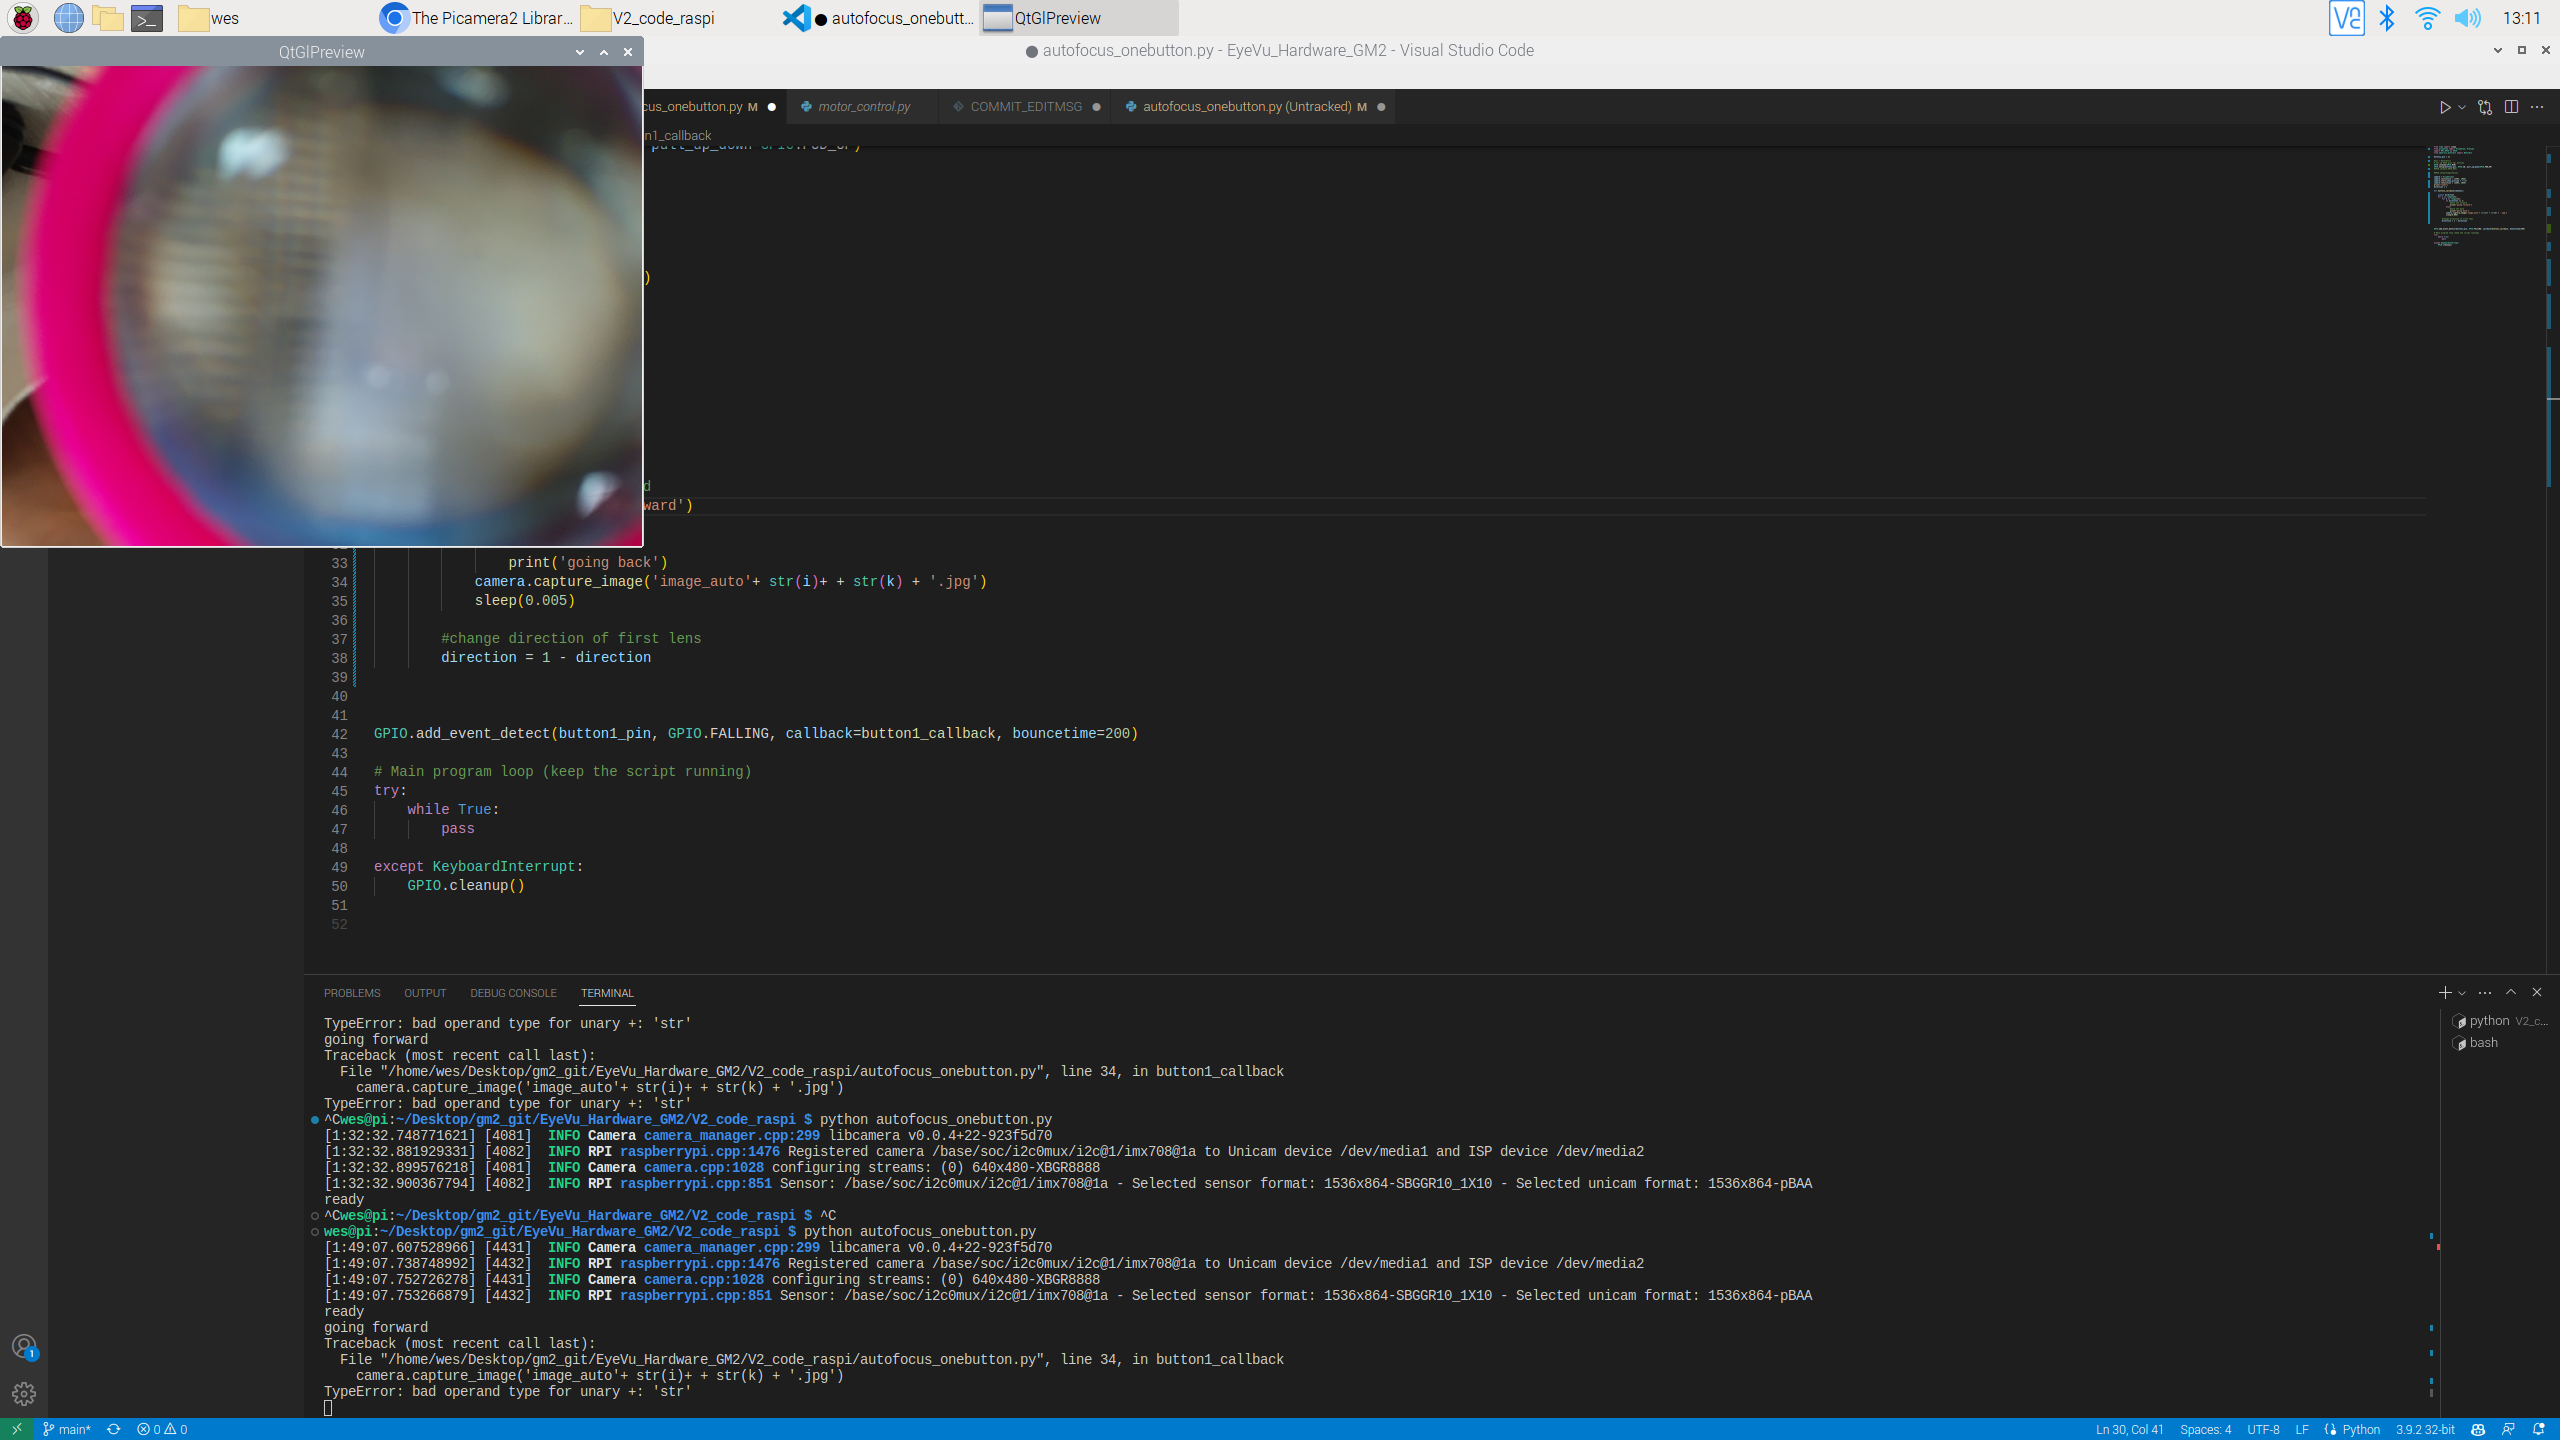 wes
The Picamera2 Librar...
V2_code_raspi
● autofocus_onebutt...
QtGlPreview
13:11
QtGlPreview
● autofocus_onebutton.py - EyeVu_Hardware_GM2 - Visual Studio Code
cus_onebutton.py M ●
motor_control.py
COMMIT_EDITMSG ●
autofocus_onebutton.py (Untracked) M ●
n1_callback
)
d
ward')
33 print('going back')
34 camera.capture_image('image_auto'+ str(i)+ + str(k) + '.jpg')
35 sleep(0.005)
36
37 #change direction of first lens
38 direction = 1 - direction
39
40
41
42 GPIO.add_event_detect(button1_pin, GPIO.FALLING, callback=button1_callback, bouncetime=200)
43
44 # Main program loop (keep the script running)
45 try:
46 while True:
47 pass
48
49 except KeyboardInterrupt:
50 GPIO.cleanup()
51
52
PROBLEMS OUTPUT DEBUG CONSOLE TERMINAL
TypeError: bad operand type for unary +: 'str'
going forward
Traceback (most recent call last):
File "/home/wes/Desktop/gm2_git/EyeVu_Hardware_GM2/V2_code_raspi/autofocus_onebutton.py", line 34, in button1_callback
camera.capture_image('image_auto'+ str(i)+ + str(k) + '.jpg')
TypeError: bad operand type for unary +: 'str'
^Cwes@pi:~/Desktop/gm2_git/EyeVu_Hardware_GM2/V2_code_raspi $ python autofocus_onebutton.py
[1:32:32.748771621] [4081] INFO Camera camera_manager.cpp:299 libcamera v0.0.4+22-923f5d70
[1:32:32.881929331] [4082] INFO RPI raspberrypi.cpp:1476 Registered camera /base/soc/i2c0mux/i2c@1/imx708@1a to Unicam device /dev/media1 and ISP device /dev/media2
[1:32:32.899576218] [4081] INFO Camera camera.cpp:1028 configuring streams: (0) 640x480-XBGR8888
[1:32:32.900367794] [4082] INFO RPI raspberrypi.cpp:851 Sensor: /base/soc/i2c0mux/i2c@1/imx708@1a - Selected sensor format: 1536x864-SBGGR10_1X10 - Selected unicam format: 1536x864-pBAA
ready
^Cwes@pi:~/Desktop/gm2_git/EyeVu_Hardware_GM2/V2_code_raspi $ ^C
wes@pi:~/Desktop/gm2_git/EyeVu_Hardware_GM2/V2_code_raspi $ python autofocus_onebutton.py
[1:49:07.607528966] [4431] INFO Camera camera_manager.cpp:299 libcamera v0.0.4+22-923f5d70
[1:49:07.738748992] [4432] INFO RPI raspberrypi.cpp:1476 Registered camera /base/soc/i2c0mux/i2c@1/imx708@1a to Unicam device /dev/media1 and ISP device /dev/media2
[1:49:07.752726278] [4431] INFO Camera camera.cpp:1028 configuring streams: (0) 640x480-XBGR8888
[1:49:07.753266879] [4432] INFO RPI raspberrypi.cpp:851 Sensor: /base/soc/i2c0mux/i2c@1/imx708@1a - Selected sensor format: 1536x864-SBGGR10_1X10 - Selected unicam format: 1536x864-pBAA
ready
going forward
Traceback (most recent call last):
File "/home/wes/Desktop/gm2_git/EyeVu_Hardware_GM2/V2_code_raspi/autofocus_onebutton.py", line 34, in button1_callback
camera.capture_image('image_auto'+ str(i)+ + str(k) + '.jpg')
TypeError: bad operand type for unary +: 'str'
python V2_c...
bash
1
main* 0 0
Ln 30, Col 41 Spaces: 4 UTF-8 LF Python 3.9.2 32-bit